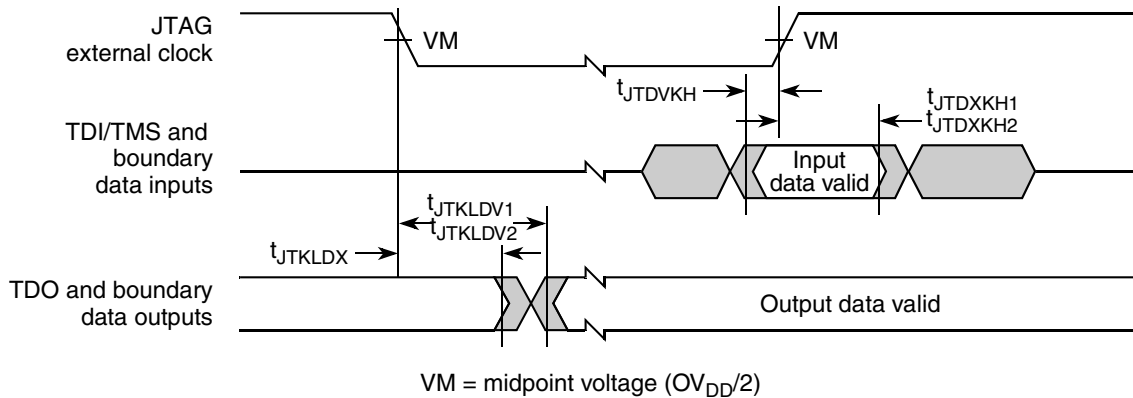 JTAG
external clock
VM
VM
tJTDVKH
tJTDXKH1
tJTDXKH2
TDI/TMS and
boundary
data inputs
Input
data valid
tJTKLDV1
tJTKLDV2
tJTKLDX
TDO and boundary
data outputs
Output data valid
VM = midpoint voltage (OVDD/2)